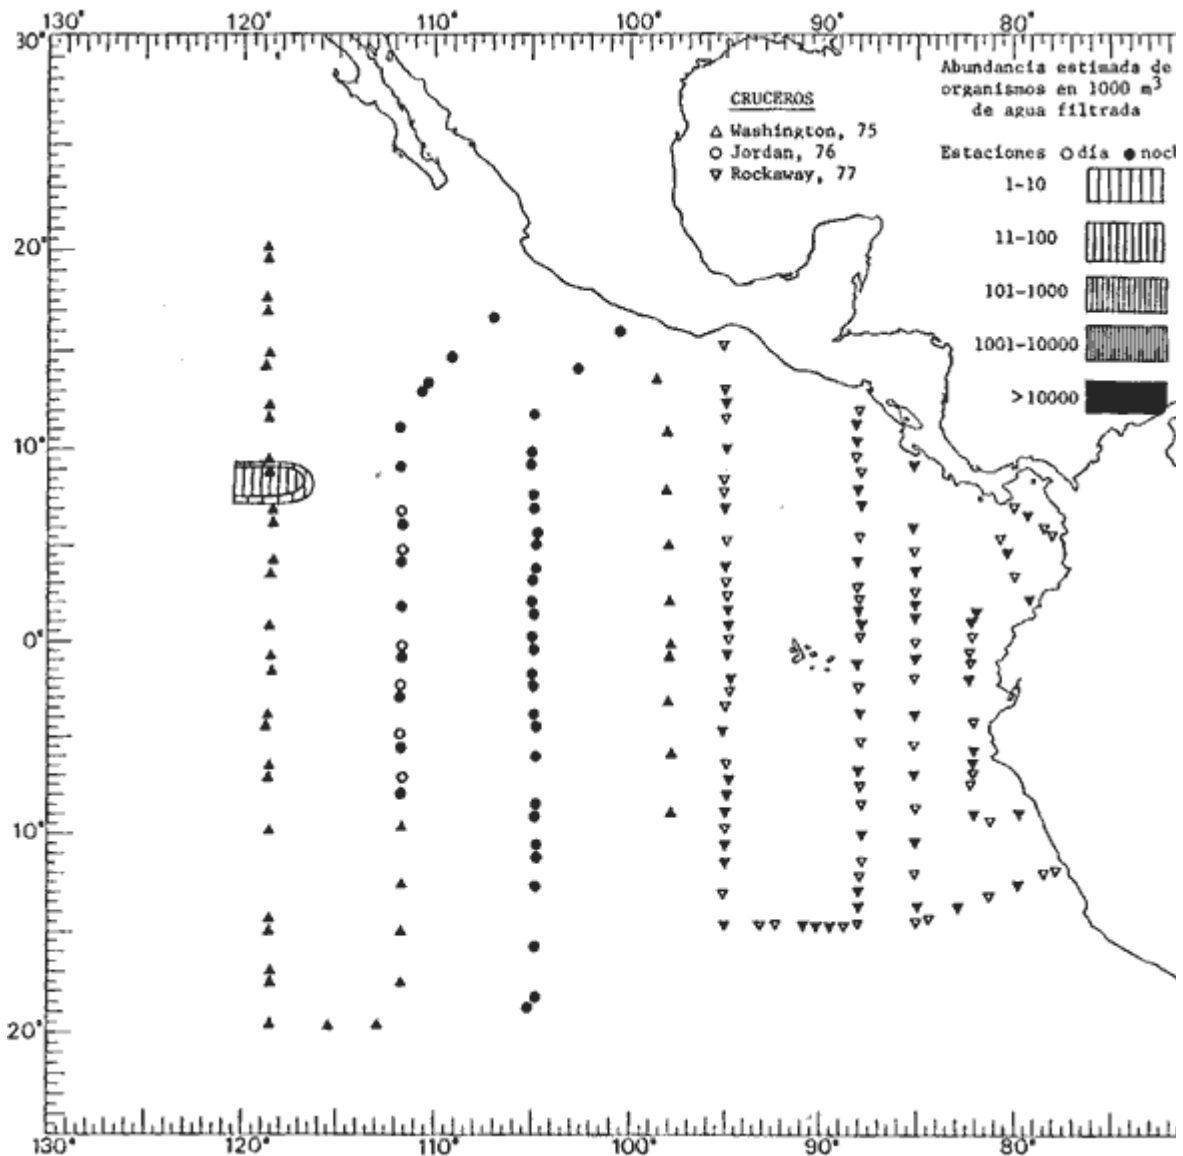 130° 120° 110° 100° 90° 80°
30°
20°
10°
0°
10°
20°
CRUCEROS
△ Washington, 75
○ Jordan, 76
▽ Rockaway, 77
Abundancia estimada de
organismos en 1000 m³
de agua filtrada
Estaciones ○ día ● noc
1-10
11-100
101-1000
1001-10000
>10000
130° 120° 110° 100° 90° 80°